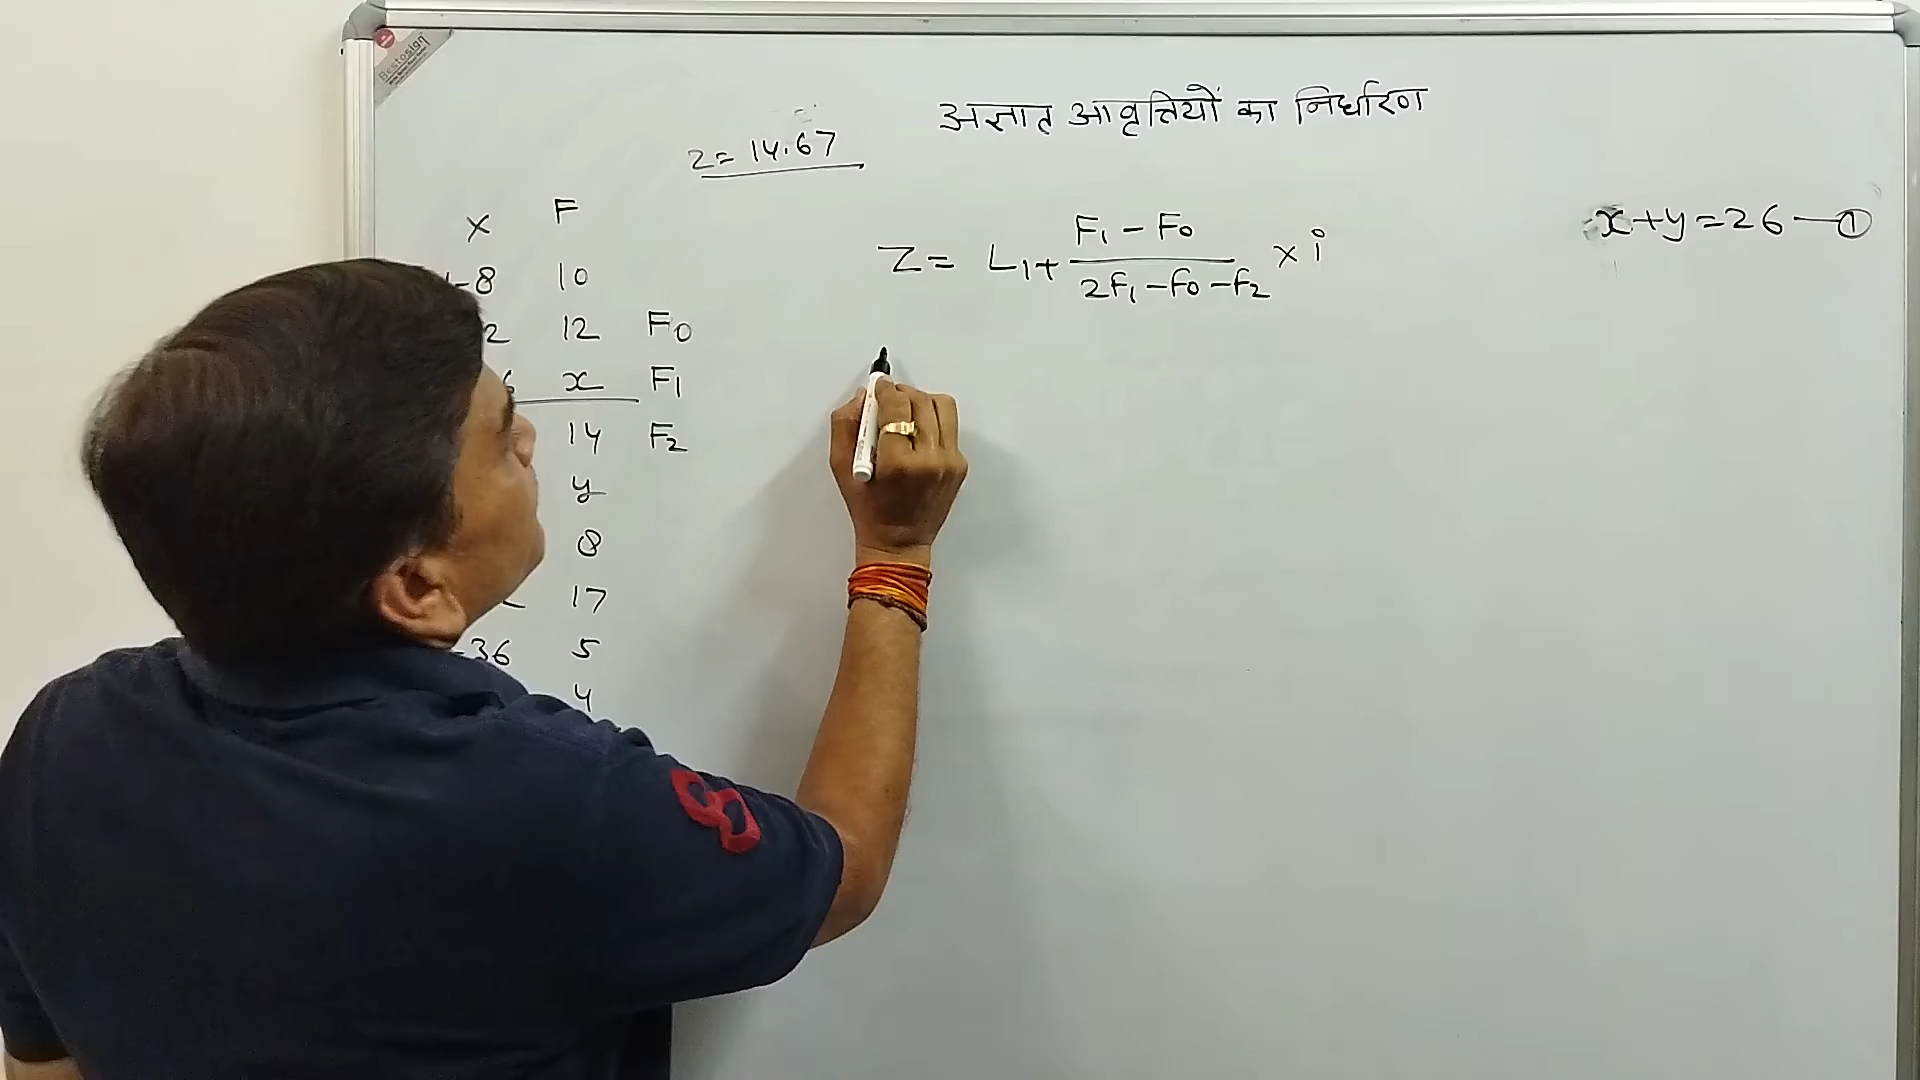 Bestosign
अज्ञात आवृत्तियों का निर्धारण
Z = 14.67
x+y=26 —①
Z = L₁+ F₁ – F₀ / 2f₁ – f₀ – f₂ × i
X F
-8 10
2 12 F₀
6 x F₁
14 F₂
y
8
17
-36 5
4